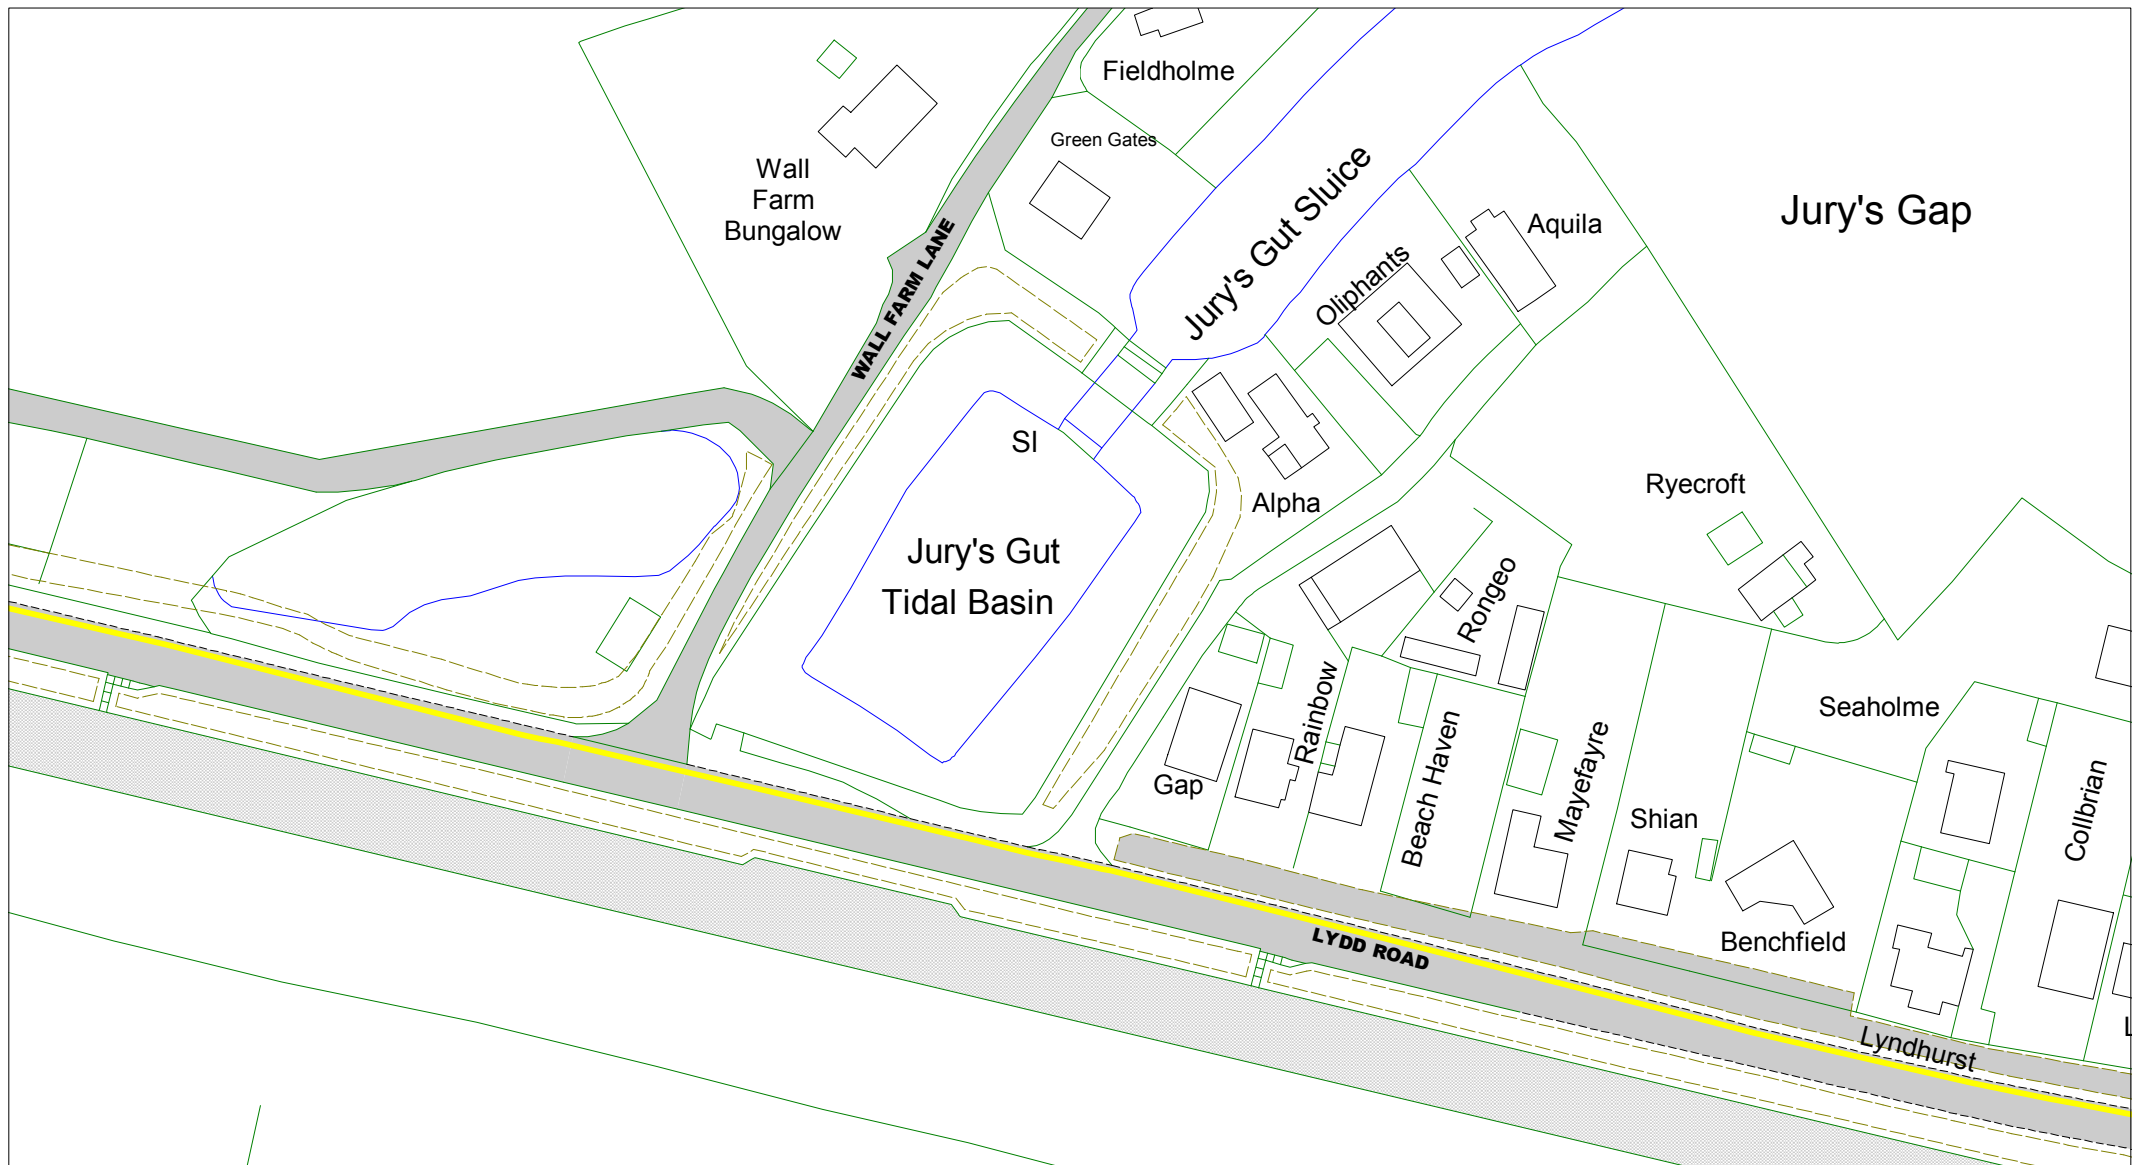 Fieldholme
Green Gates
Wall
Farm
Bungalow
WALL FARM LANE
Jury's Gut Sluice
Jury's Gap
Aquila
Oliphants
Sl
Alpha
Ryecroft
Jury's Gut
Tidal Basin
Rongeo
Rainbow
Gap
Beach Haven
Mayefayre
Shian
Seaholme
Collbrian
Benchfield
LYDD ROAD
Lyndhurst